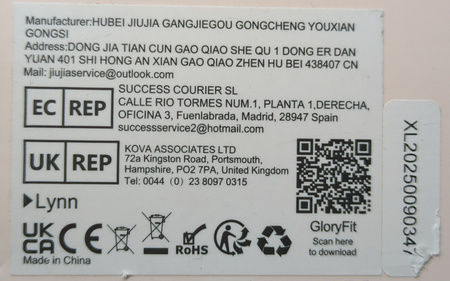 Manufacturer:HUBEI JIUJIA GANGJIEGOU GONGCHENG YOUXIAN
GONGSI
Address:DONG JIA TIAN CUN GAO QIAO SHE QU 1 DONG ER DAN
YUAN 401 SHI HONG AN XIAN GAO QIAO ZHEN HU BEI 438407 CN
Mail: jiujiaservice@outlook.com
EC REP
SUCCESS COURIER SL
CALLE RIO TORMES NUM.1, PLANTA 1,DERECHA,
OFICINA 3, Fuenlabrada, Madrid, 28947 Spain
successservice2@hotmail.com
UK REP
KOVA ASSOCIATES LTD
72a Kingston Road, Portsmouth,
Hampshire, PO2 7PA, United Kingdom
Tel: 0044（0）23 8097 0315
▶Lynn
UK CA CE
RoHS
Made in China
GloryFit
Scan here
to download
XL20250090347